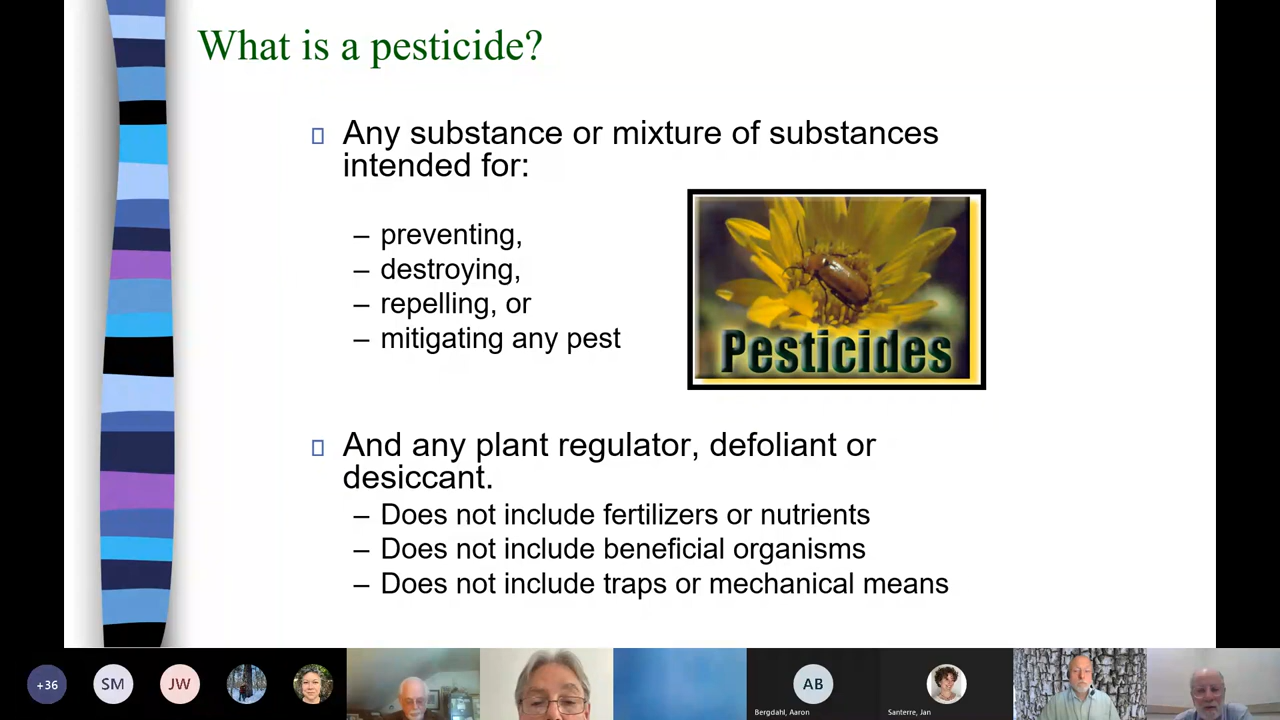 What is a pesticide?
Any substance or mixture of substances
intended for:
– preventing,
– destroying,
– repelling, or
– mitigating any pest
Pesticides
And any plant regulator, defoliant or
desiccant.
– Does not include fertilizers or nutrients
– Does not include beneficial organisms
– Does not include traps or mechanical means
+36
SM
JW
AB
Bergdahl, Aaron
Santerre, Jan